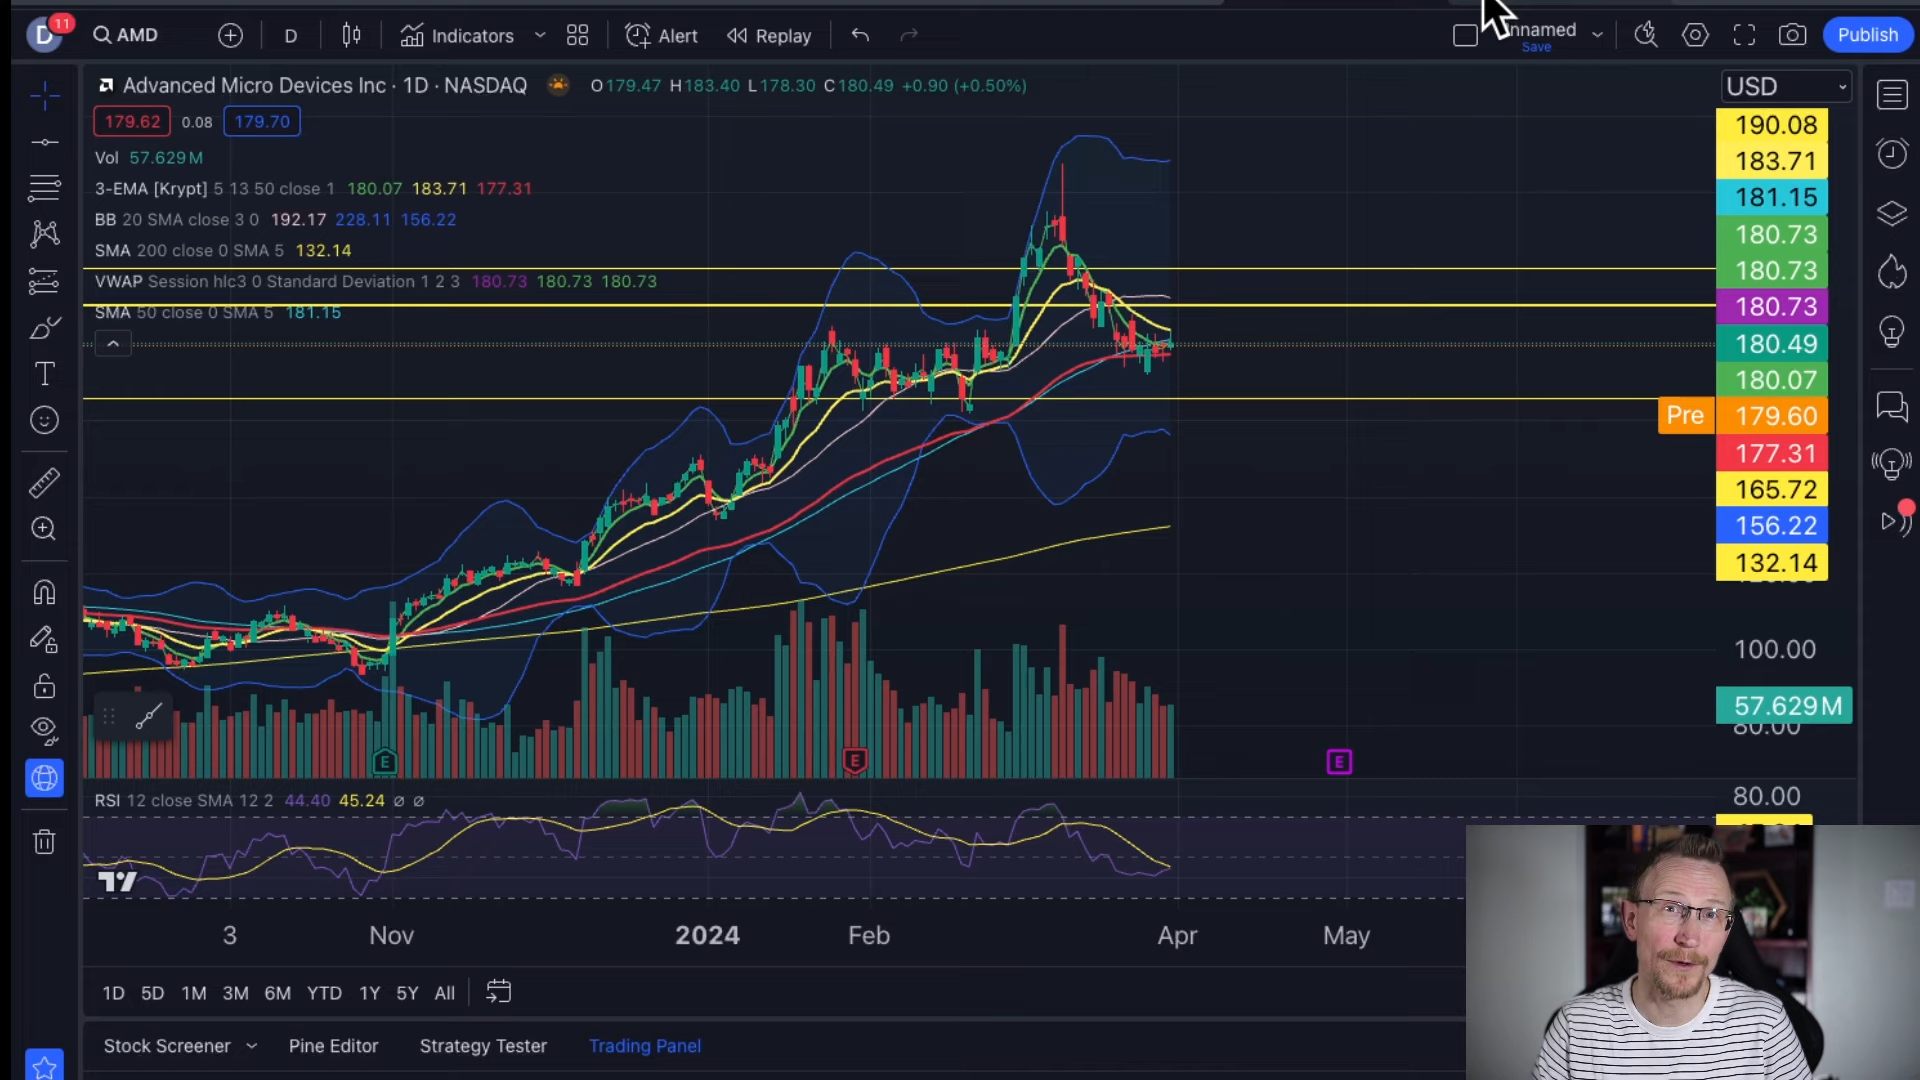 D 11 AMD D Indicators Alert Replay Unnamed Save Publish
Advanced Micro Devices Inc · 1D · NASDAQ O179.47 H183.40 L178.30 C180.49 +0.90 (+0.50%) USD
179.62 0.08 179.70
Vol 57.629M
3-EMA [Krypt] 5 13 50 close 1 180.07 183.71 177.31
BB 20 SMA close 3 0 192.17 228.11 156.22
SMA 200 close 0 SMA 5 132.14
VWAP Session hlc3 0 Standard Deviation 1 2 3 180.73 180.73 180.73
SMA 50 close 0 SMA 5 181.15
190.08
183.71
181.15
180.73
180.73
180.73
180.49
180.07
Pre 179.60
177.31
165.72
156.22
132.14
100.00
57.629M
80.00
E E E
RSI 12 close SMA 12 2 44.40 45.24 ∅ ∅
80.00
3 Nov 2024 Feb Apr May
1D 5D 1M 3M 6M YTD 1Y 5Y All
Stock Screener Pine Editor Strategy Tester Trading Panel